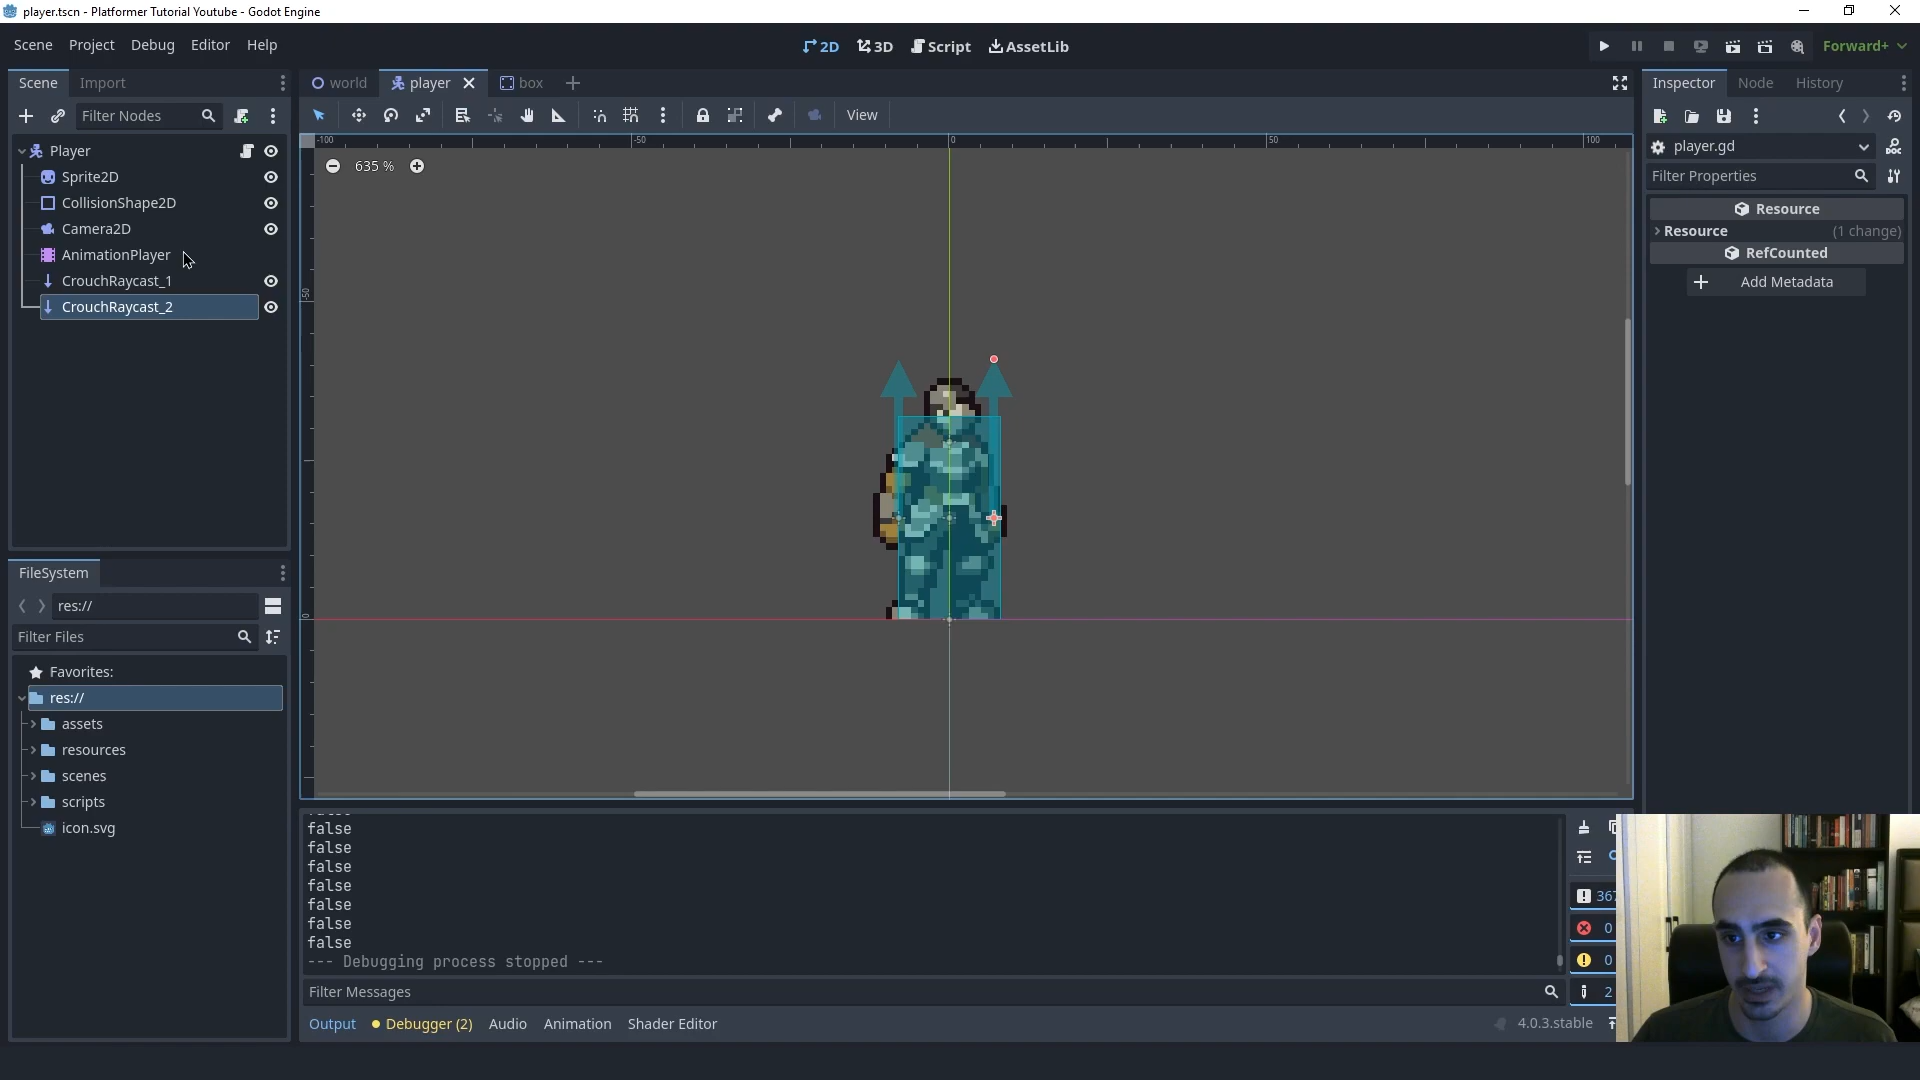 player.tscn - Platformer Tutorial Youtube - Godot Engine
Scene Project Debug Editor Help
2D 3D Script AssetLib
Forward+
Scene Import
world player box
Inspector Node History
Filter Nodes
View
player.gd
Filter Properties
Resource
Resource (1 change)
RefCounted
Add Metadata
Player
Sprite2D
CollisionShape2D
Camera2D
AnimationPlayer
CrouchRaycast_1
CrouchRaycast_2
-100 -50 0 50 100
635 %
-50
0
FileSystem
res://
Filter Files
Favorites:
res://
assets
resources
scenes
scripts
icon.svg
false
false
false
false
false
false
false
--- Debugging process stopped ---
Filter Messages
367
0
0
2
Output Debugger (2) Audio Animation Shader Editor
4.0.3.stable